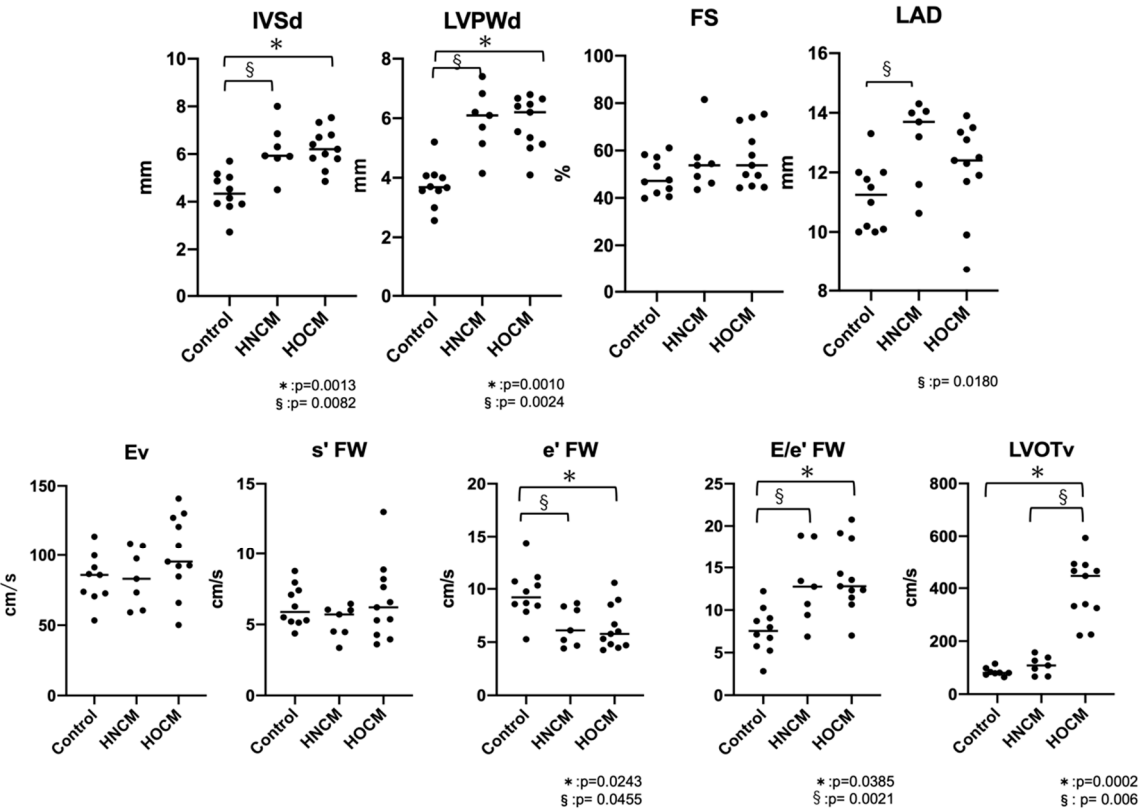 IVSd
LVPWd
FS
LAD
*
§
*
§
§
mm
10
8
6
4
2
0
mm
8
6
4
2
0
%
100
80
60
40
20
0
mm
16
14
12
10
8
Control
HNCM
HOCM
Control
HNCM
HOCM
Control
HNCM
HOCM
Control
HNCM
HOCM
*:p=0.0013
§:p= 0.0082
*:p=0.0010
§:p= 0.0024
§:p= 0.0180
Ev
s' FW
e' FW
E/e' FW
LVOTv
*
§
*
§
*
§
cm/s
150
100
50
0
cm/s
15
10
5
0
cm/s
20
15
10
5
0
25
20
15
10
5
0
cm/s
800
600
400
200
0
Control
HNCM
HOCM
Control
HNCM
HOCM
Control
HNCM
HOCM
Control
HNCM
HOCM
Control
HNCM
HOCM
*:p=0.0243
§:p= 0.0455
*:p=0.0385
§:p= 0.0021
*:p=0.0002
§: p= 0.006